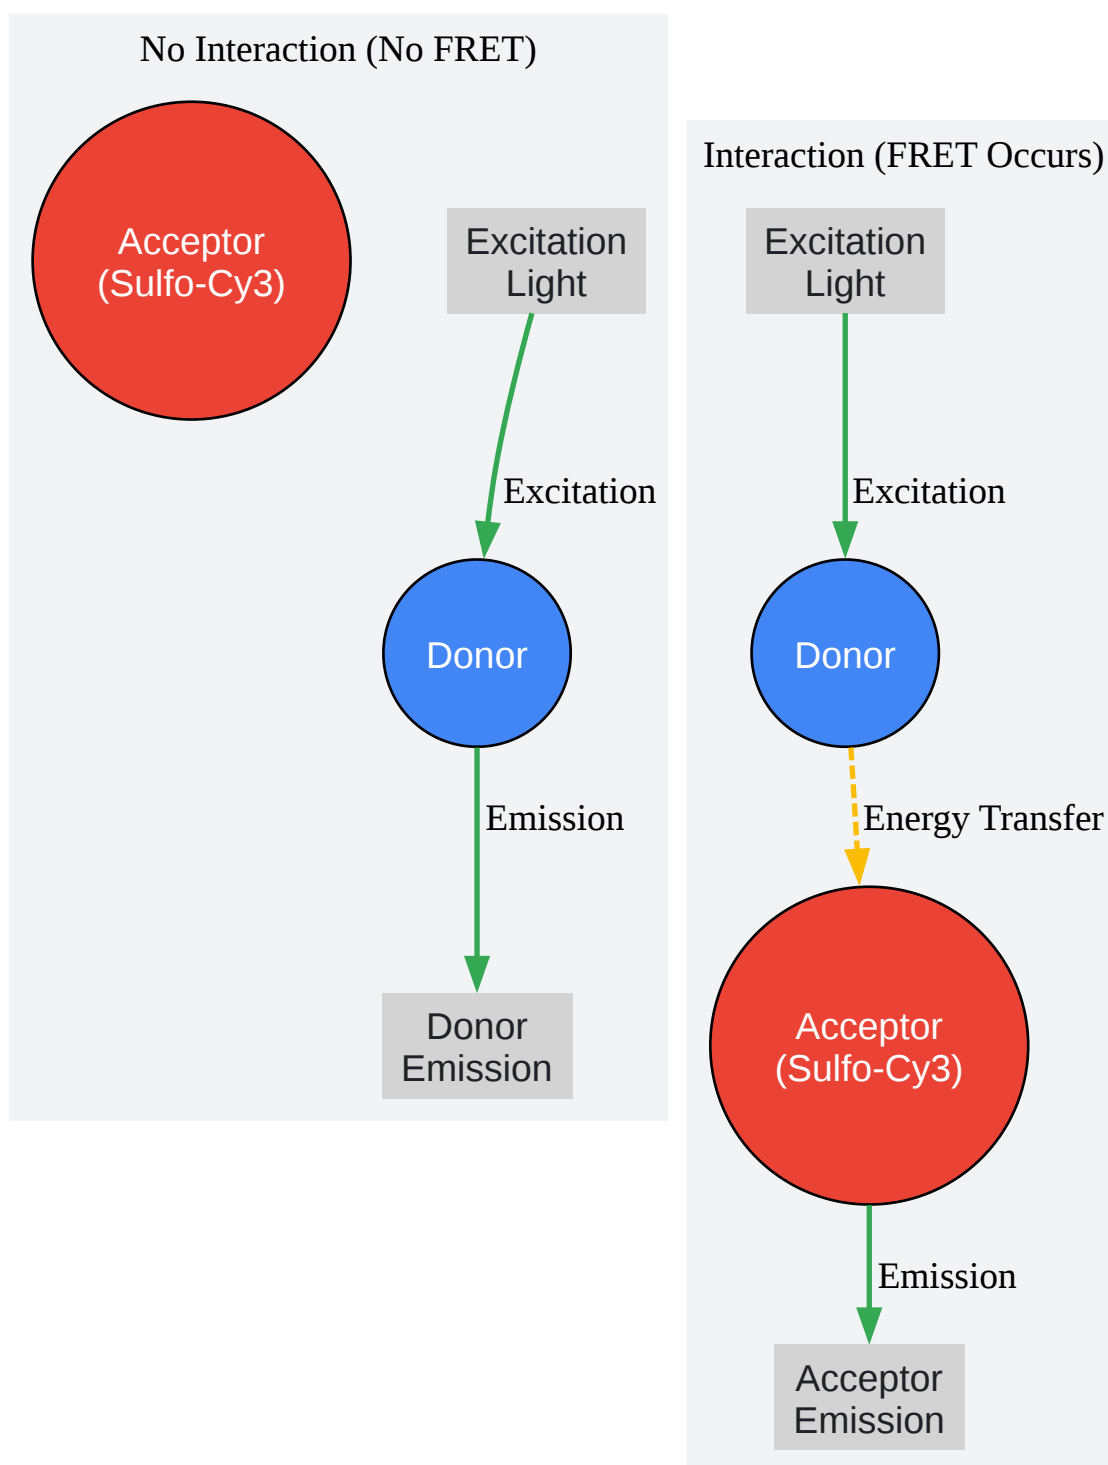 No Interaction (No FRET)
Acceptor
(Sulfo-Cy3)
Excitation
Light
Excitation
Donor
Emission
Donor
Emission
Interaction (FRET Occurs)
Excitation
Light
Excitation
Donor
Energy Transfer
Acceptor
(Sulfo-Cy3)
Emission
Acceptor
Emission